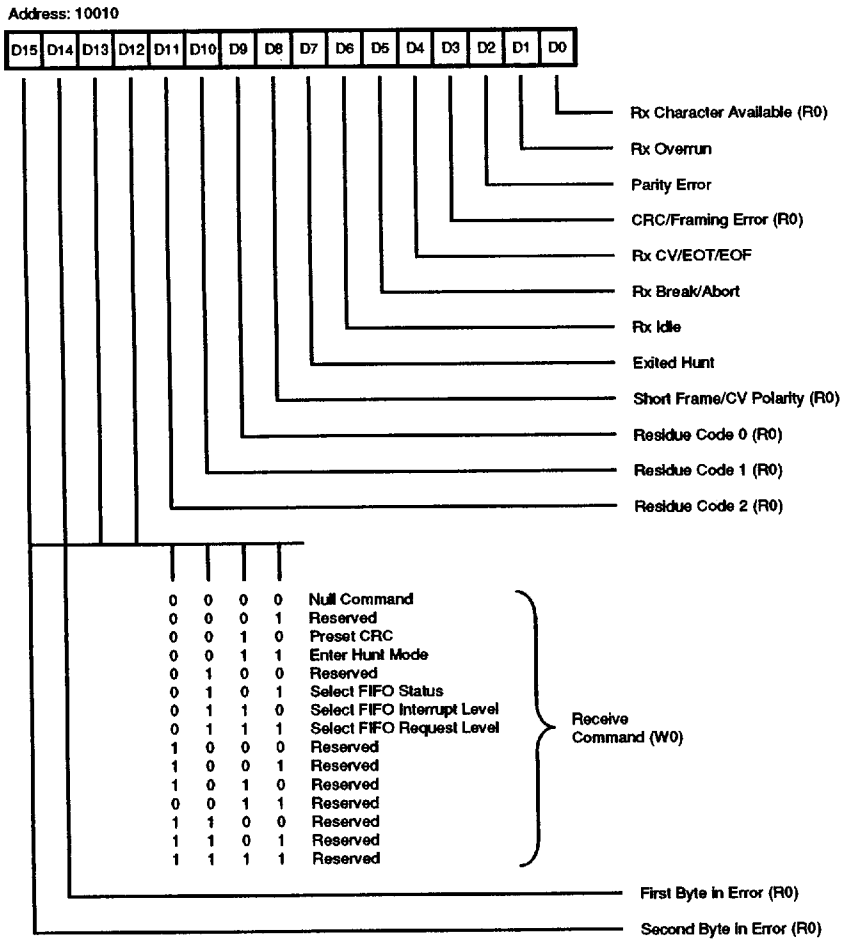 Address: 10010
D15 D14 D13 D12 D11 D10 D9 D8 D7 D6 D5 D4 D3 D2 D1 D0
Rx Character Available (R0)
Rx Overrun
Parity Error
CRC/Framing Error (R0)
Rx CV/EOT/EOF
Rx Break/Abort
Rx Idle
Exited Hunt
Short Frame/CV Polarity (R0)
Residue Code 0 (R0)
Residue Code 1 (R0)
Residue Code 2 (R0)
0 0 0 0 Null Command
0 0 0 1 Reserved
0 0 1 0 Preset CRC
0 0 1 1 Enter Hunt Mode
0 1 0 0 Reserved
0 1 0 1 Select FIFO Status
0 1 1 0 Select FIFO Interrupt Level
0 1 1 1 Select FIFO Request Level
1 0 0 0 Reserved
1 0 0 1 Reserved
1 0 1 0 Reserved
0 0 1 1 Reserved
1 1 0 0 Reserved
1 1 0 1 Reserved
1 1 1 1 Reserved
Receive
Command (W0)
First Byte in Error (R0)
Second Byte in Error (R0)